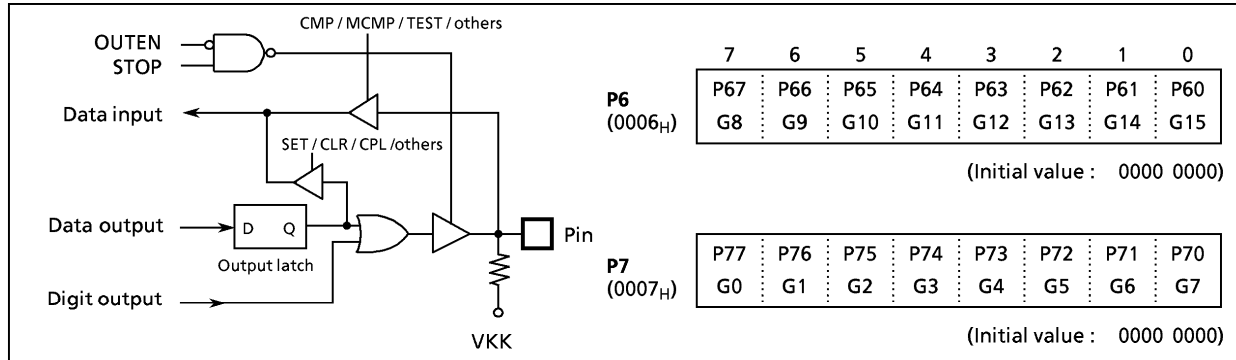 CMP / MCMP / TEST / others
OUTEN
STOP
Data input
SET / CLR / CPL /others
Data output
D Q
Output latch
Pin
Digit output
VKK
7 6 5 4 3 2 1 0
P67 P66 P65 P64 P63 P62 P61 P60
P6
(0006H)
G8 G9 G10 G11 G12 G13 G14 G15
(Initial value : 0000 0000)
P77 P76 P75 P74 P73 P72 P71 P70
P7
(0007H)
G0 G1 G2 G3 G4 G5 G6 G7
(Initial value : 0000 0000)